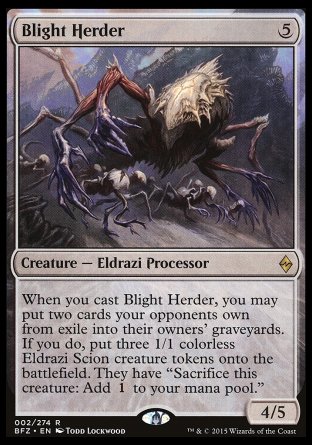 Blight Herder 5
Creature — Eldrazi Processor
When you cast Blight Herder, you may
put two cards your opponents own
from exile into their owners' graveyards.
If you do, put three 1/1 colorless
Eldrazi Scion creature tokens onto the
battlefield. They have “Sacrifice this
creature: Add 1 to your mana pool.”
4/5
002/274 R
BFZ • EN Todd Lockwood
™ & © 2015 Wizards of the Coast